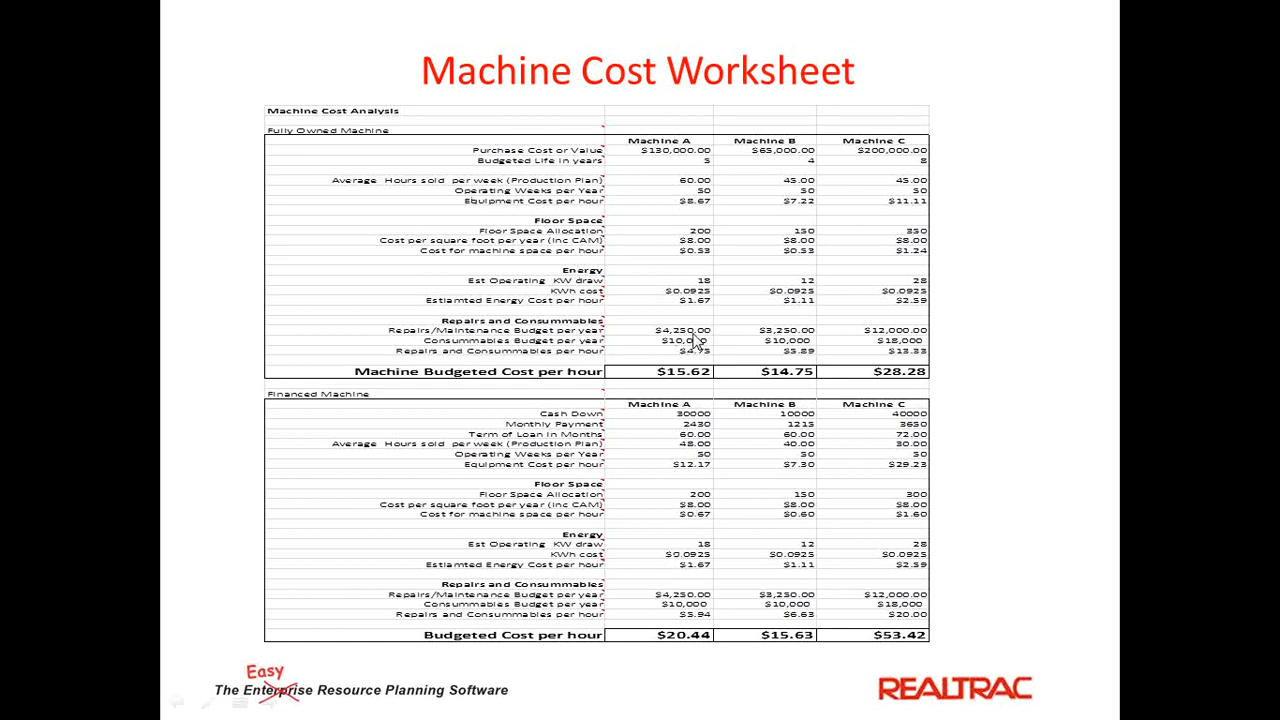 Machine Cost Worksheet
Machine Cost Analysis
Fully Owned Machine
Machine A Machine B Machine C
Purchase Cost or Value $130,000.00 $65,000.00 $200,000.00
Budgeted Life in years 5 4 8
Average Hours sold per week (Production Plan) 60.00 45.00 45.00
Operating Weeks per Year 50 50 50
Equipment Cost per hour $8.67 $7.22 $11.11
Floor Space
Floor Space Allocation 200 150 350
Cost per square foot per year (inc CAM) $8.00 $8.00 $8.00
Cost for machine space per hour $0.53 $0.53 $1.24
Energy
Est Operating KW draw 18 12 28
KWh cost $0.0925 $0.0925 $0.0925
Estiamted Energy Cost per hour $1.67 $1.11 $2.59
Repairs and Consummables
Repairs/Maintenance Budget per year $4,250.00 $3,250.00 $12,000.00
Consummables Budget per year $10,000 $10,000 $18,000
Repairs and Consummables per hour $4.75 $5.89 $13.33
Machine Budgeted Cost per hour $15.62 $14.75 $28.28
Financed Machine
Machine A Machine B Machine C
Cash Down 30000 10000 40000
Monthly Payment 2430 1215 3650
Term of Loan in Months 60.00 60.00 72.00
Average Hours sold per week (Production Plan) 48.00 40.00 30.00
Operating Weeks per Year 50 50 50
Equipment Cost per hour $12.17 $7.30 $29.23
Floor Space
Floor Space Allocation 200 150 300
Cost per square foot per year (inc CAM) $8.00 $8.00 $8.00
Cost for machine space per hour $0.67 $0.60 $1.60
Energy
Est Operating KW draw 18 12 28
KWh cost $0.0925 $0.0925 $0.0925
Estiamted Energy Cost per hour $1.67 $1.11 $2.59
Repairs and Consummables
Repairs/Maintenance Budget per year $4,250.00 $3,250.00 $12,000.00
Consummables Budget per year $10,000 $10,000 $18,000
Repairs and Consummables per hour $5.94 $6.63 $20.00
Budgeted Cost per hour $20.44 $15.63 $53.42
Easy
The Enterprise Resource Planning Software
REALTRAC